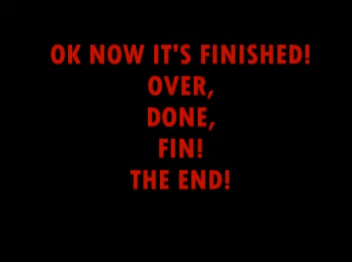 OK NOW IT'S FINISHED!
OVER,
DONE,
FIN!
THE END!